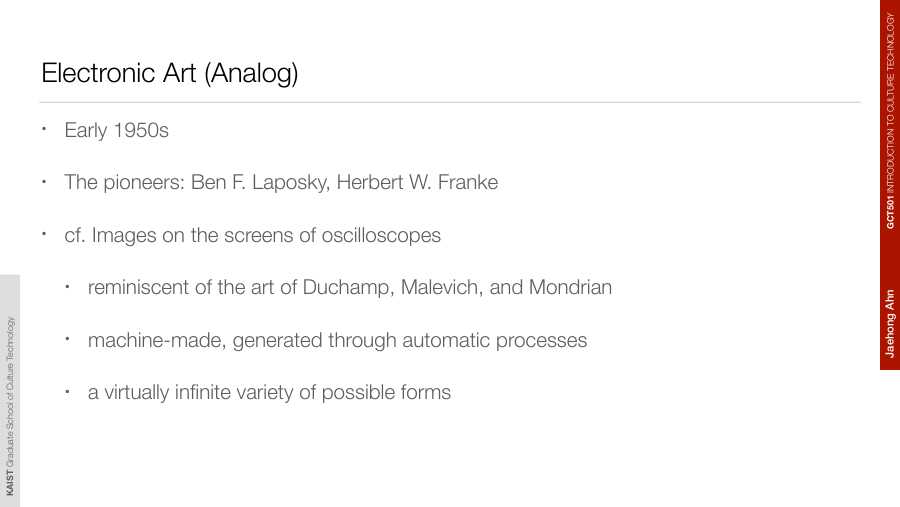 Electronic Art (Analog)
• Early 1950s
• The pioneers: Ben F. Laposky, Herbert W. Franke
• cf. Images on the screens of oscilloscopes
• reminiscent of the art of Duchamp, Malevich, and Mondrian
• machine-made, generated through automatic processes
• a virtually infinite variety of possible forms
GCT501 INTRODUCTION TO CULTURE TECHNOLOGY
Jaehong Ahn
KAIST Graduate School of Culture Technology